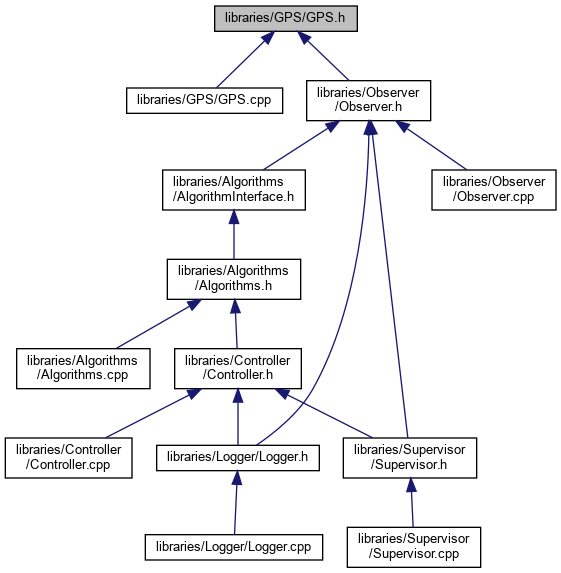 libraries/GPS/GPS.h
libraries/GPS/GPS.cpp
libraries/Observer
/Observer.h
libraries/Algorithms
/AlgorithmInterface.h
libraries/Observer
/Observer.cpp
libraries/Algorithms
/Algorithms.h
libraries/Algorithms
/Algorithms.cpp
libraries/Controller
/Controller.h
libraries/Controller
/Controller.cpp
libraries/Logger/Logger.h
libraries/Supervisor
/Supervisor.h
libraries/Logger/Logger.cpp
libraries/Supervisor
/Supervisor.cpp